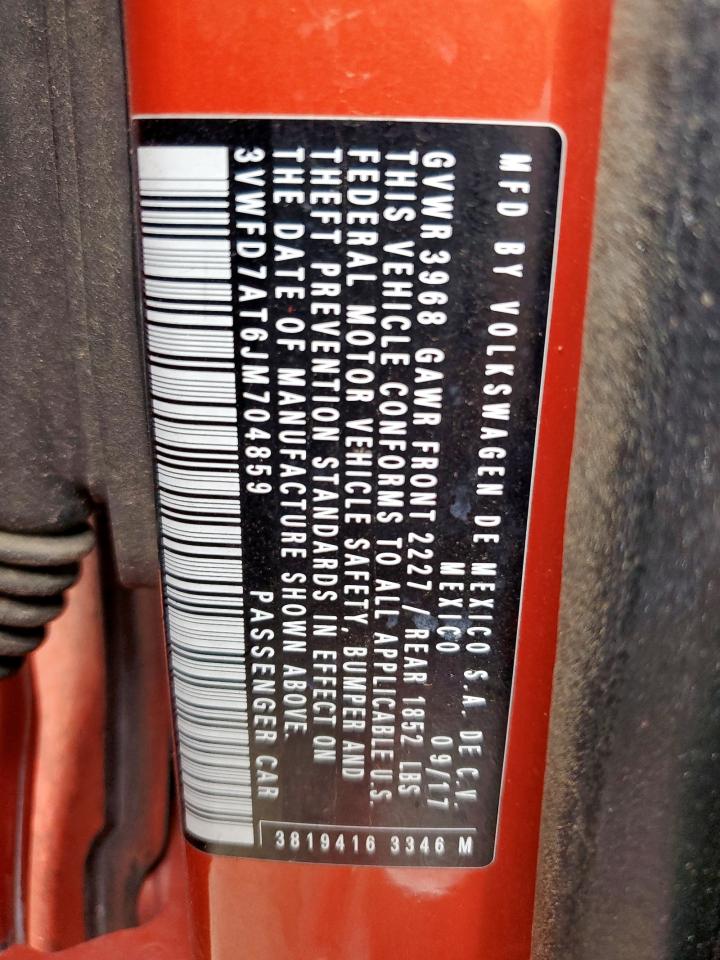 MFD BY VOLKSWAGEN DE MEXICO S.A. DE C.V.
MEXICO 09/17
GVWR 3968 GAWR FRONT 2227 / REAR 1852 LBS
THIS VEHICLE CONFORMS TO ALL APPLICABLE U.S.
FEDERAL MOTOR VEHICLE SAFETY, BUMPER AND
THEFT PREVENTION STANDARDS IN EFFECT ON
THE DATE OF MANUFACTURE SHOWN ABOVE.
3VWFD7AT6JM704859 PASSENGER CAR
3819416 3346 M